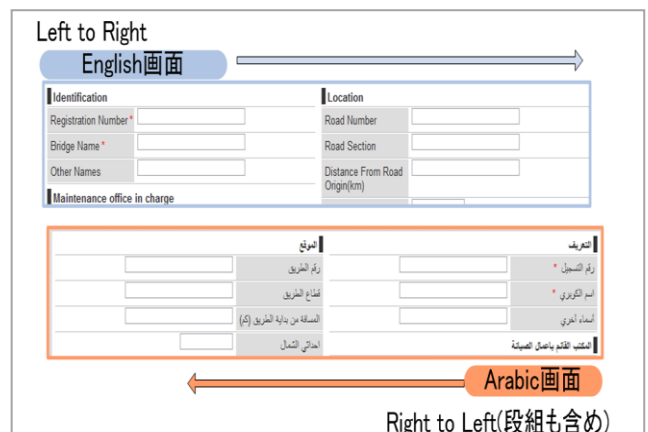 Left to Right
English画面
Identification
Registration Number *
Bridge Name *
Other Names
Maintenance office in charge
Location
Road Number
Road Section
Distance From Road
Origin(km)
التعريف
رقم التسجيل *
اسم الكوبري *
أسماء أخري
المكتب القائم باعمال الصيانة
الموقع
رقم الطريق
قطاع الطريق
المسافة من بداية الطريق (كم)
احداثي الشمال
Arabic画面
Right to Left(段組も含め)